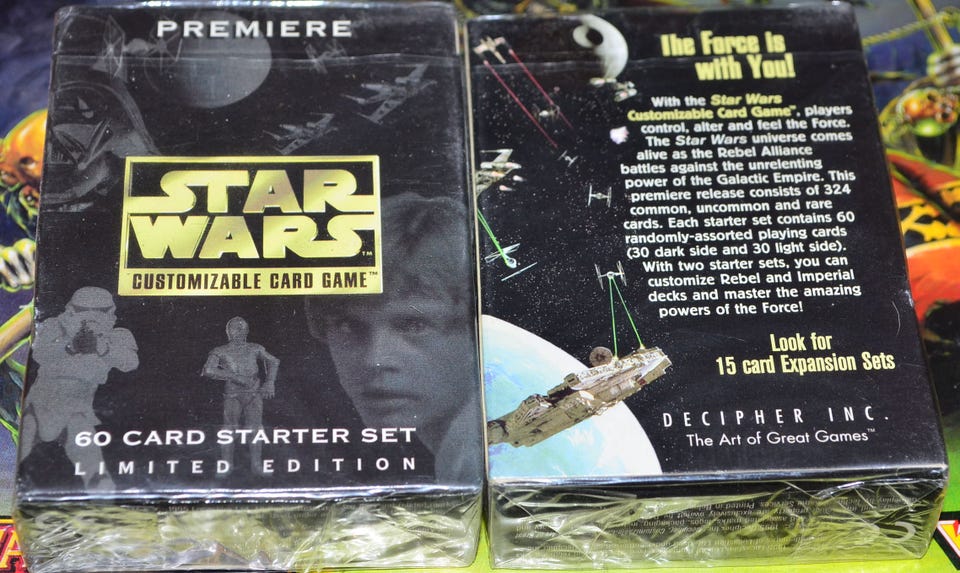 PREMIERE
STAR
WARS™
CUSTOMIZABLE CARD GAME™
60 CARD STARTER SET
LIMITED EDITION
The Force is
with You!
With the Star Wars
Customizable Card Game™, players
control, alter and feel the Force.
The Star Wars universe comes
alive as the Rebel Alliance
battles against the unrelenting
power of the Galactic Empire. This
premiere release consists of 324
common, uncommon and rare
cards. Each starter set contains 60
randomly-assorted playing cards
(30 dark side and 30 light side).
With two starter sets, you can
customize Rebel and Imperial
decks and master the amazing
powers of the Force!
Look for
15 card Expansion Sets
DECIPHER INC.
The Art of Great Games™